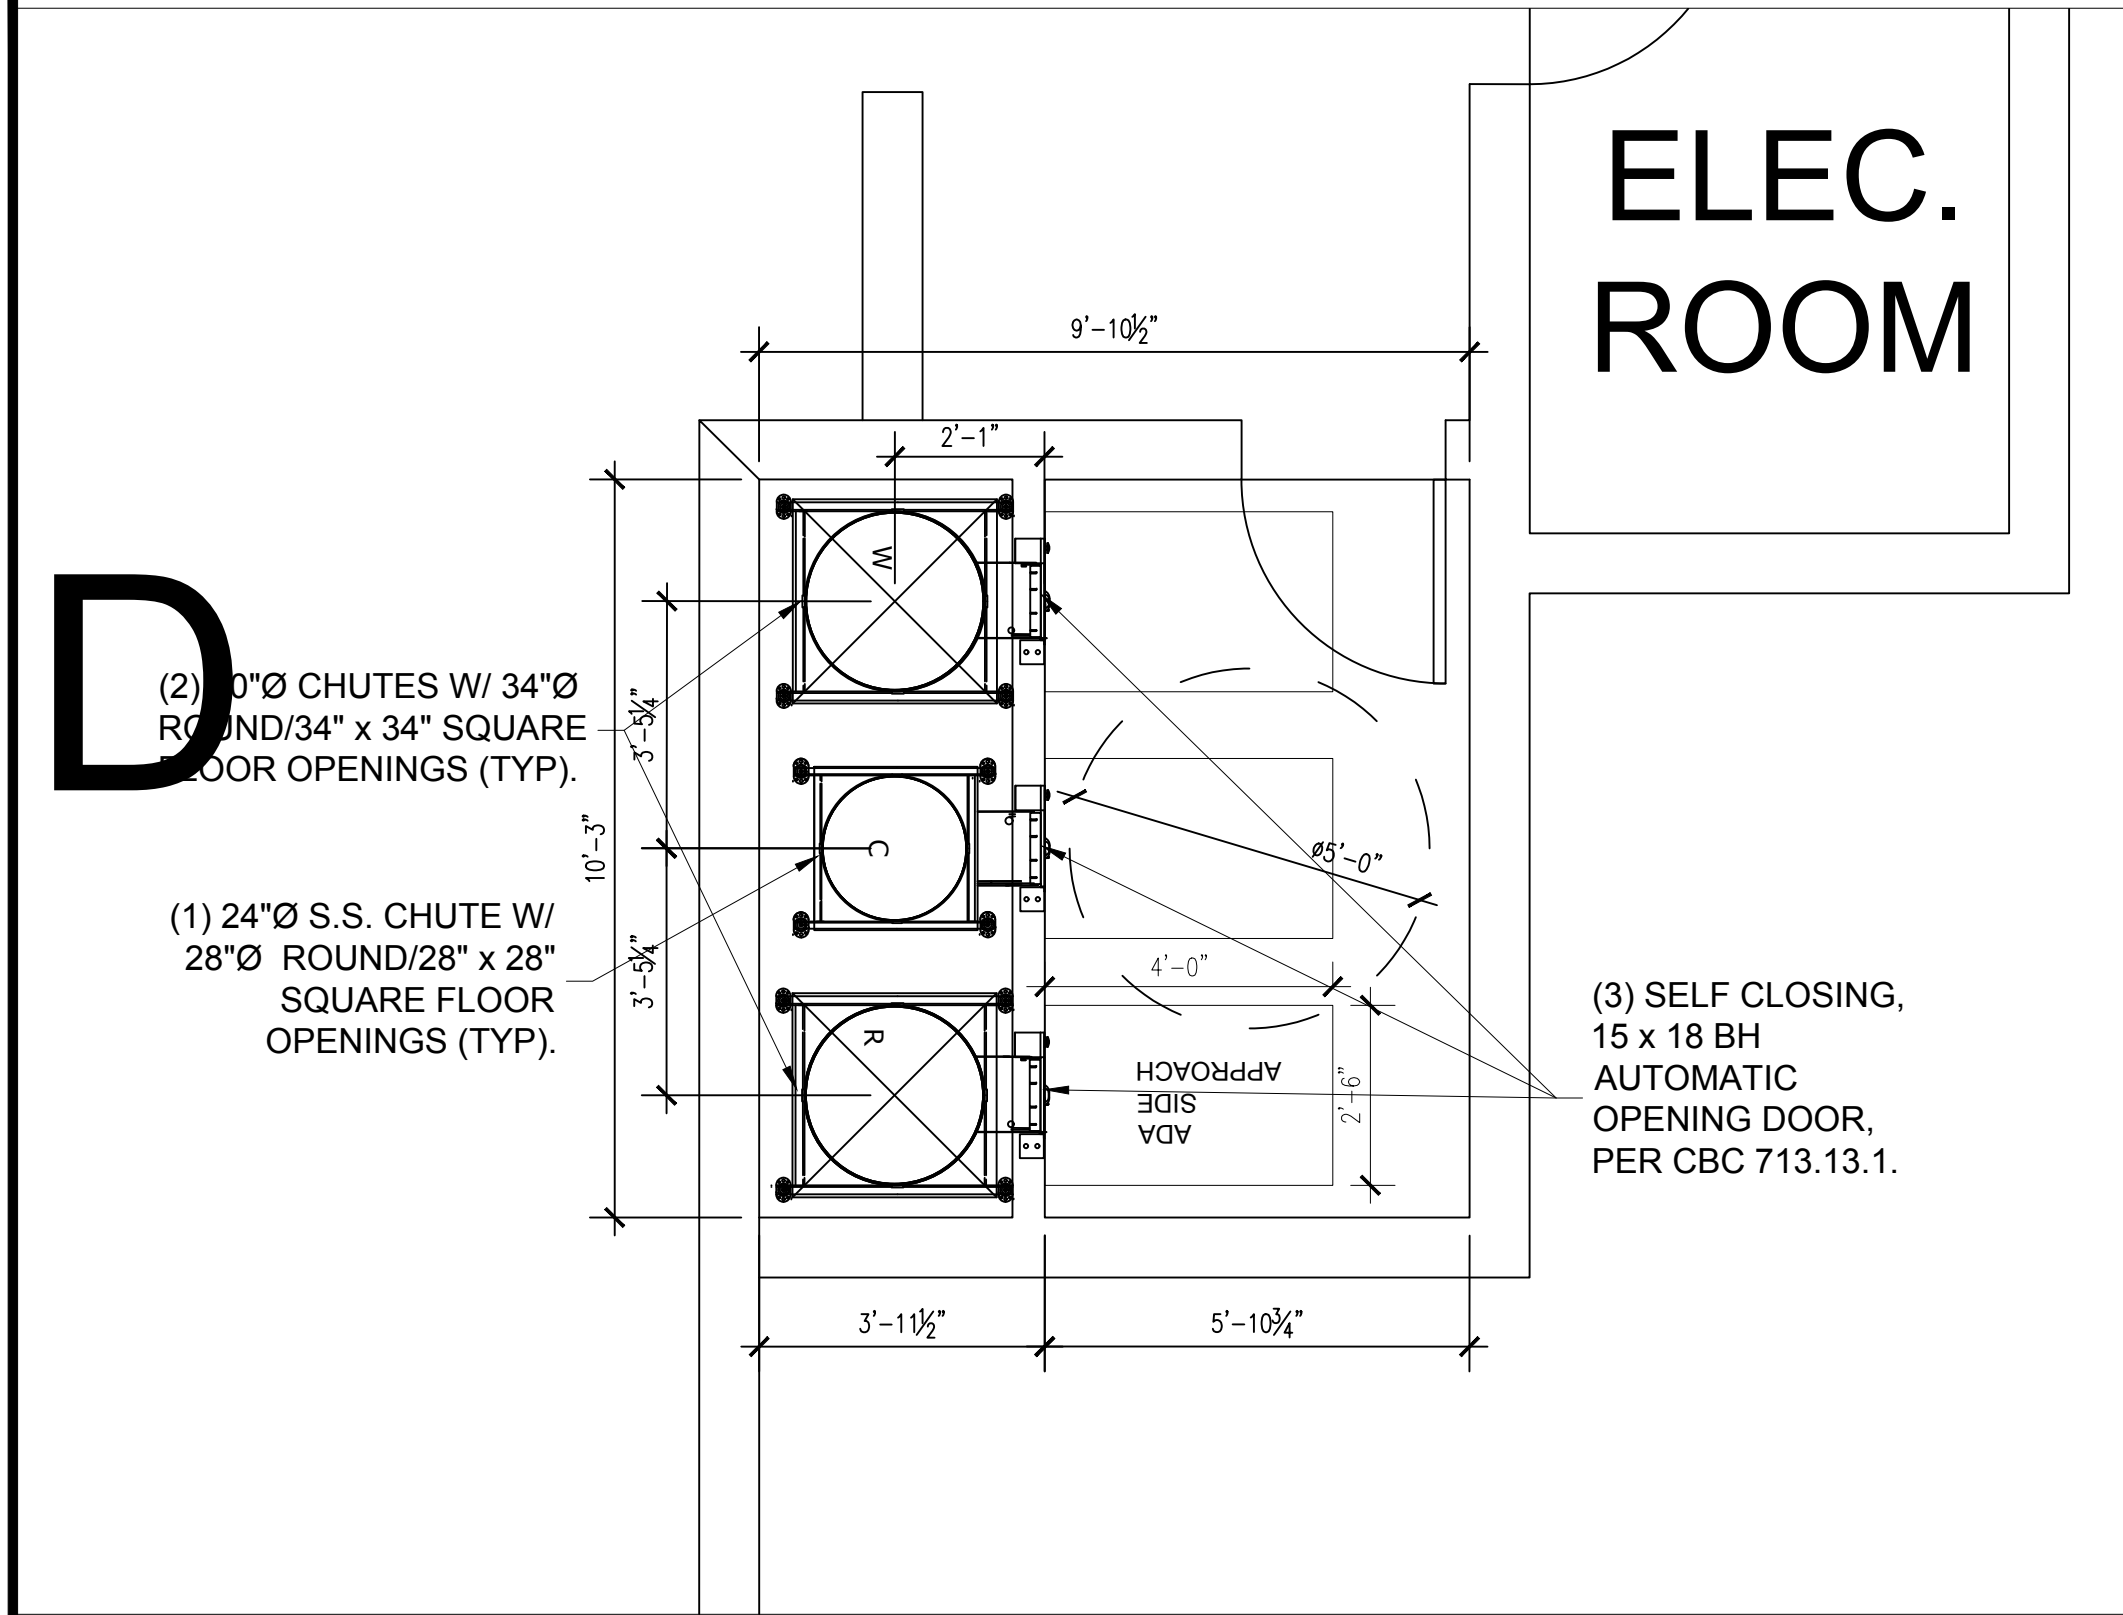 ELEC.
ROOM
9'-10½"
2'-1"
W
D
(2) 0"Ø CHUTES W/ 34"Ø
ROUND/34" x 34" SQUARE
FLOOR OPENINGS (TYP).
3'-5¼"
10'-3"
C
ø5'-0"
(1) 24"Ø S.S. CHUTE W/
28"Ø ROUND/28" x 28"
SQUARE FLOOR
OPENINGS (TYP).
3'-5¼"
4'-0"
R
ADA
SIDE
APPROACH
2'-6"
(3) SELF CLOSING,
15 x 18 BH
AUTOMATIC
OPENING DOOR,
PER CBC 713.13.1.
3'-11½"
5'-10¾"